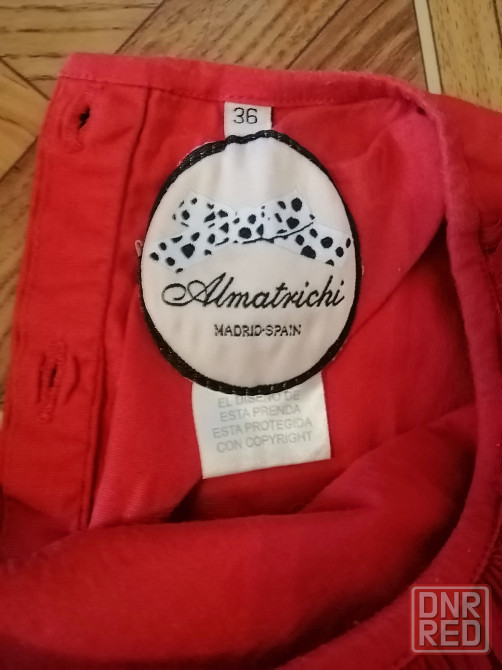 36
Almatrichi
MADRID-SPAIN
EL DISEÑO DE
ESTA PRENDA
ESTA PROTEGIDA
CON COPYRIGHT
DNR
RED